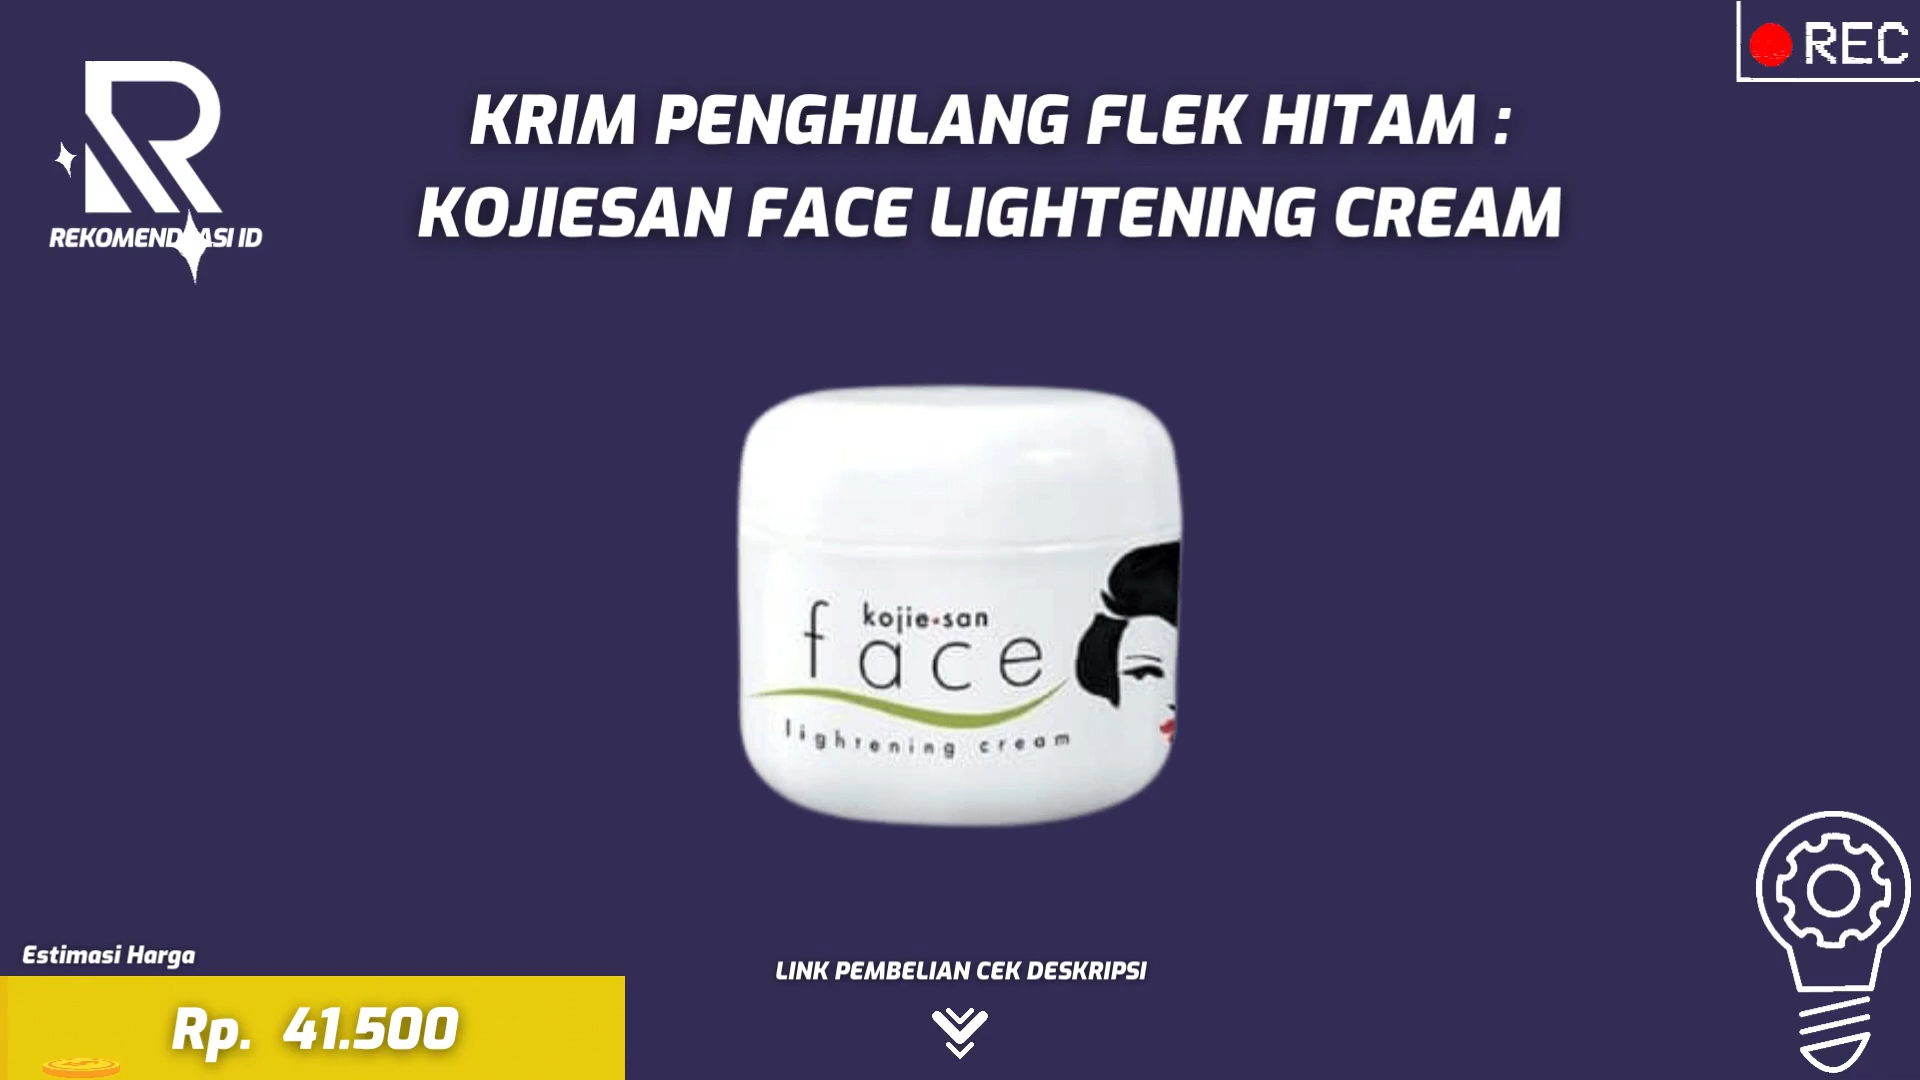 REC
KRIM PENGHILANG FLEK HITAM :
KOJIESAN FACE LIGHTENING CREAM
REKOMENDASI ID
kojie•san
face
lightening cream
Estimasi Harga
LINK PEMBELIAN CEK DESKRIPSI
Rp. 41.500